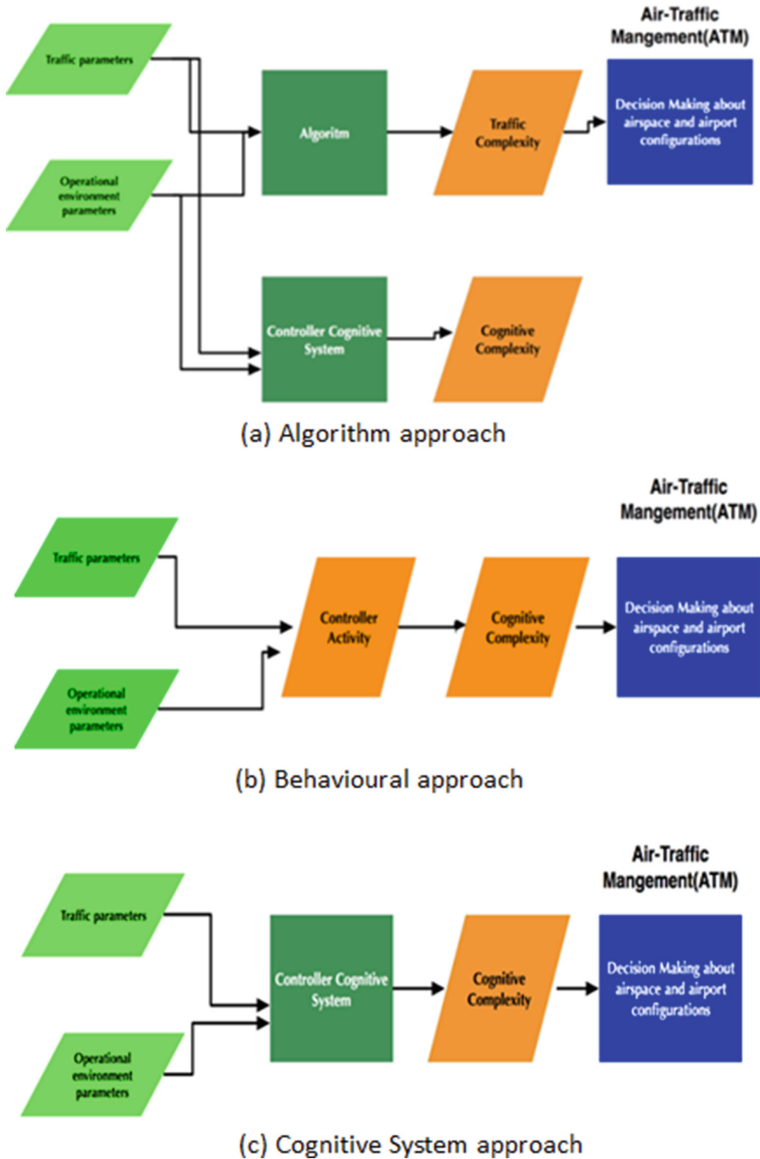 Air-Traffic
Mangement(ATM)
Traffic parameters
Algoritm
Traffic
Complexity
Decision Making about
airspace and airport
configurations
Operational
environment
parameters
Controller Cognitive
System
Cognitive
Complexity
(a) Algorithm approach
Air-Traffic
Mangement(ATM)
Traffic parameters
Controller
Activity
Cognitive
Complexity
Decision Making about
airspace and airport
configurations
Operational
environment
parameters
(b) Behavioural approach
Air-Traffic
Mangement(ATM)
Traffic parameters
Controller Cognitive
System
Cognitive
Complexity
Decision Making about
airspace and airport
configurations
Operational
environment
parameters
(c) Cognitive System approach